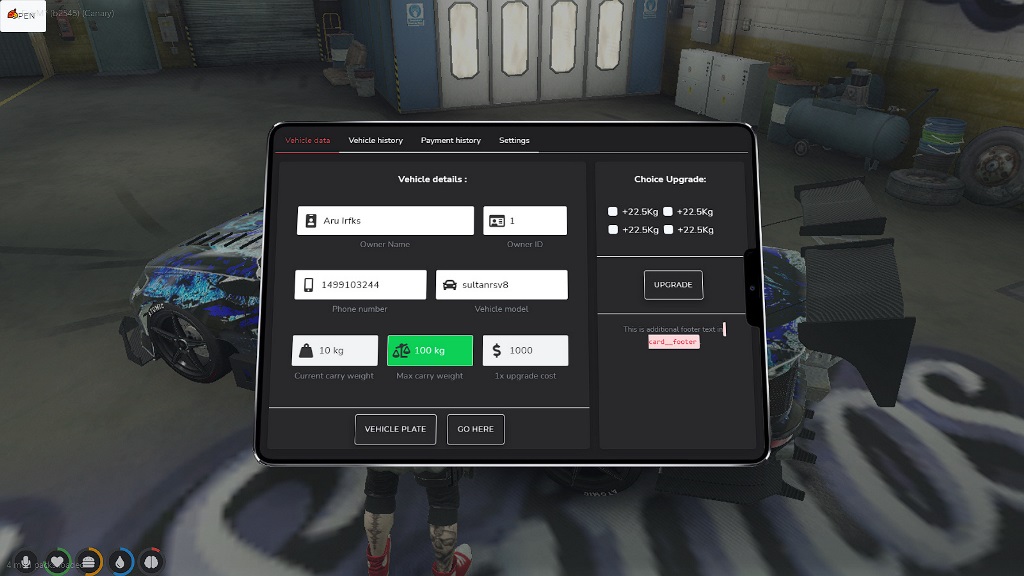 OPEN
(b2545) (Canary)
Vehicle data Vehicle history Payment history Settings
Vehicle details :
Aru Irfks
1
Owner Name
Owner ID
1499103244
sultanrsv8
Phone number
Vehicle model
10 kg
100 kg
1000
Current carry weight
Max carry weight
1x upgrade cost
VEHICLE PLATE
GO HERE
Choice Upgrade:
+22.5Kg +22.5Kg
+22.5Kg +22.5Kg
UPGRADE
This is additional footer text in
card__footer